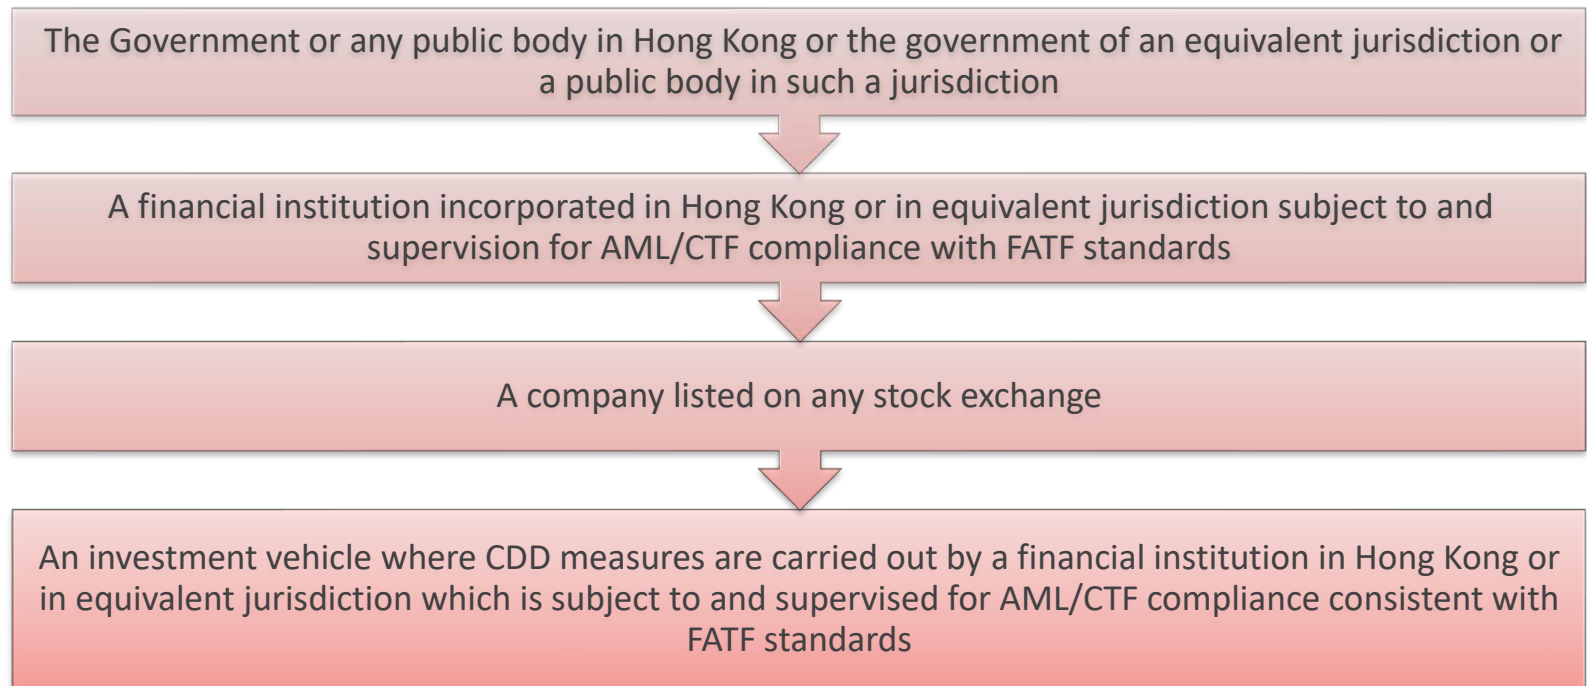 The Government or any public body in Hong Kong or the government of an equivalent jurisdiction or
a public body in such a jurisdiction
A financial institution incorporated in Hong Kong or in equivalent jurisdiction subject to and
supervision for AML/CTF compliance with FATF standards
A company listed on any stock exchange
An investment vehicle where CDD measures are carried out by a financial institution in Hong Kong or
in equivalent jurisdiction which is subject to and supervised for AML/CTF compliance consistent with
FATF standards